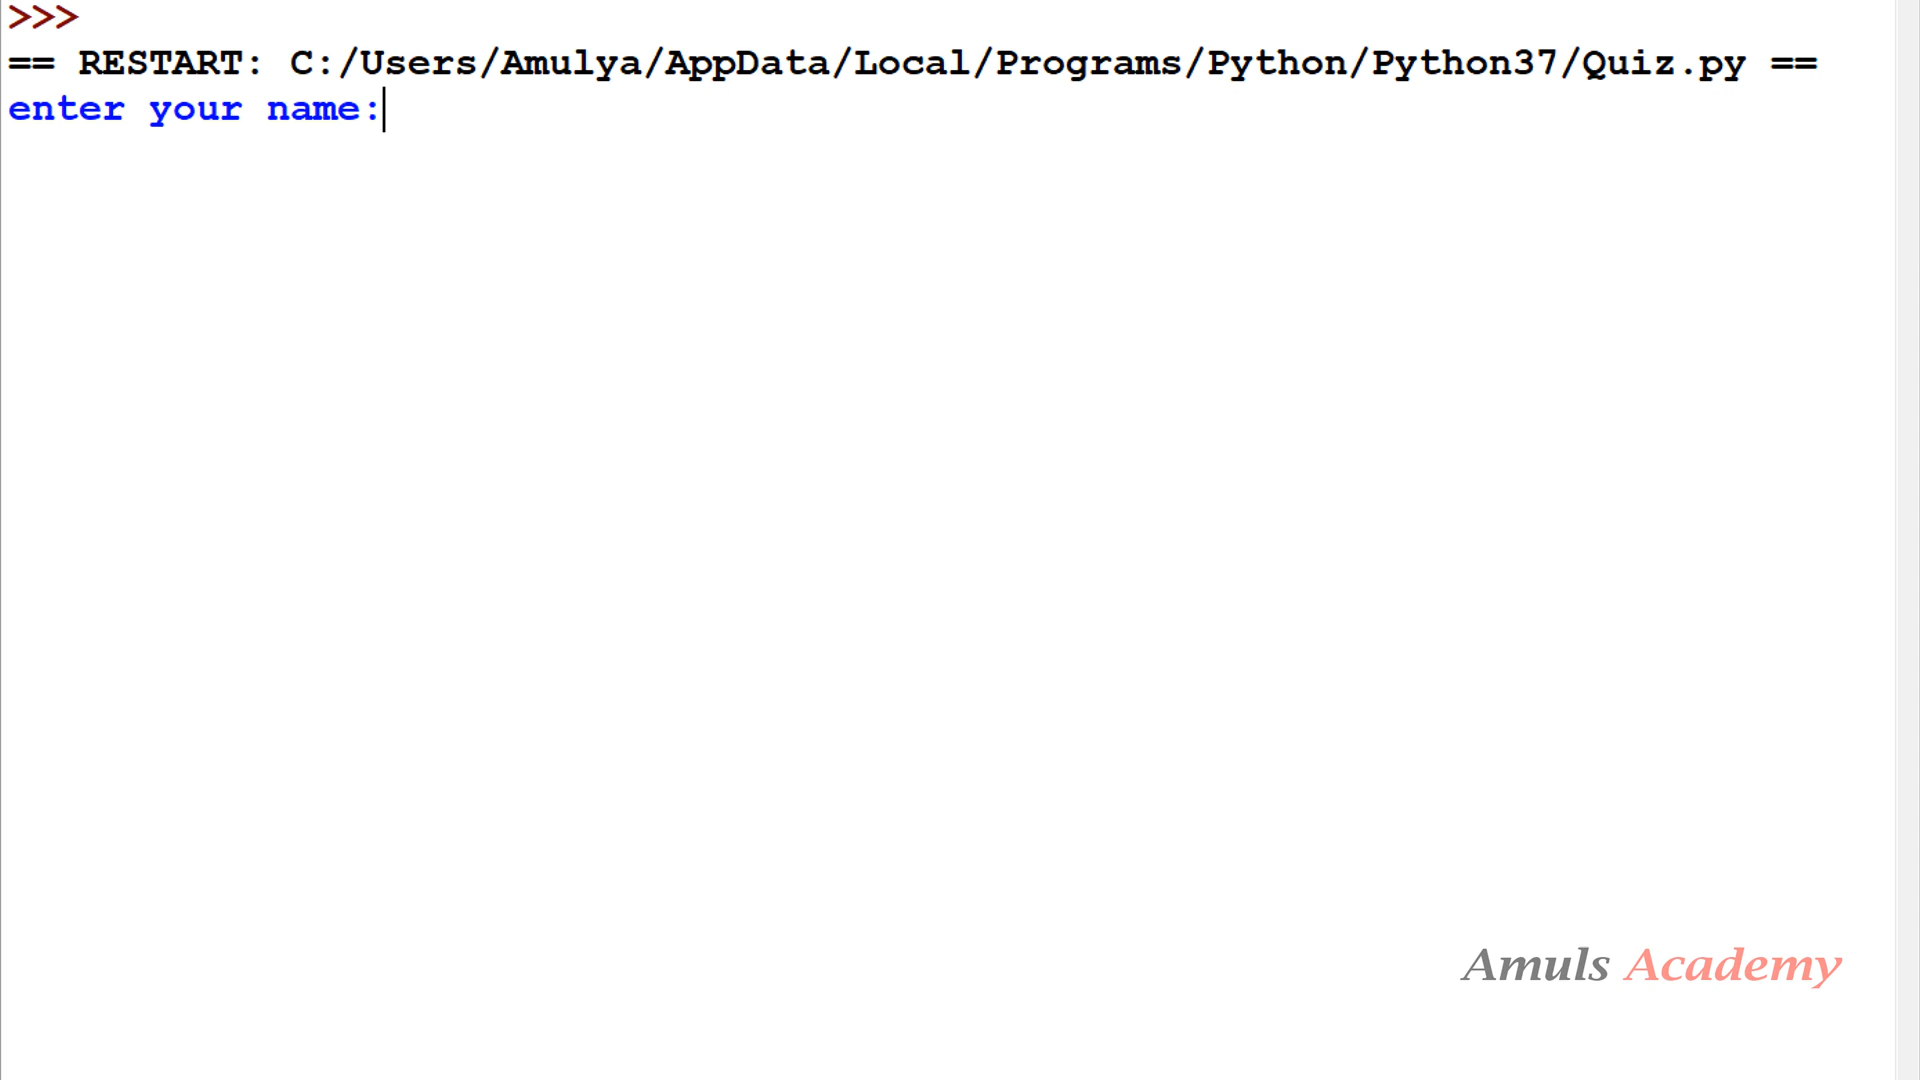 >>>
== RESTART: C:/Users/Amulya/AppData/Local/Programs/Python/Python37/Quiz.py ==
enter your name:
Amuls Academy